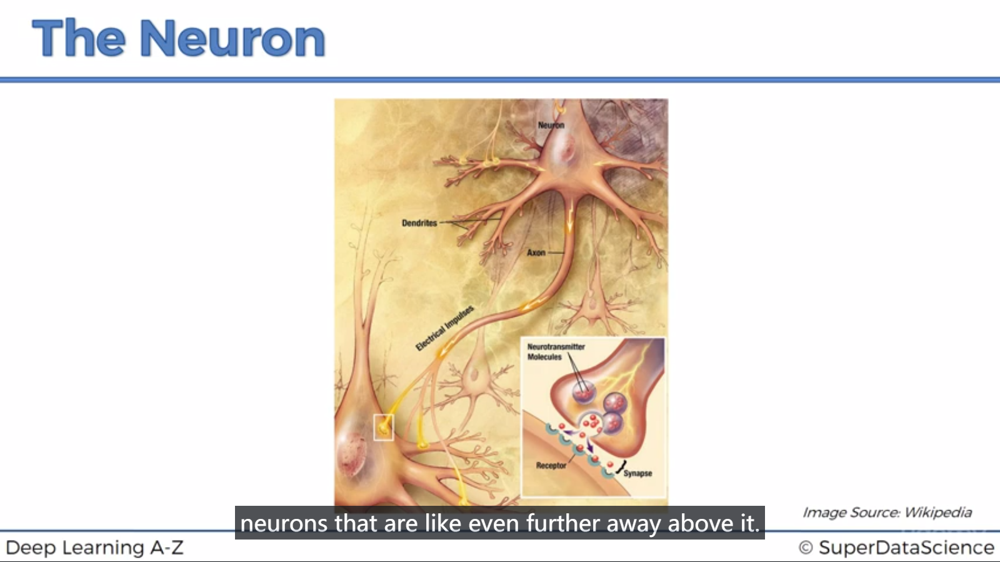 The Neuron
Neuron
Dendrites
Axon
Electrical Impulses
Neurotransmitter
Molecules
Receptor
Synapse
Image Source: Wikipedia
neurons that are like even further away above it.
Deep Learning A-Z
© SuperDataScience